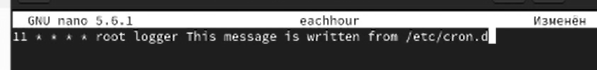 GNU nano 5.6.1 eachhour Изменён
11 * * * * root logger This message is written from /etc/cron.d